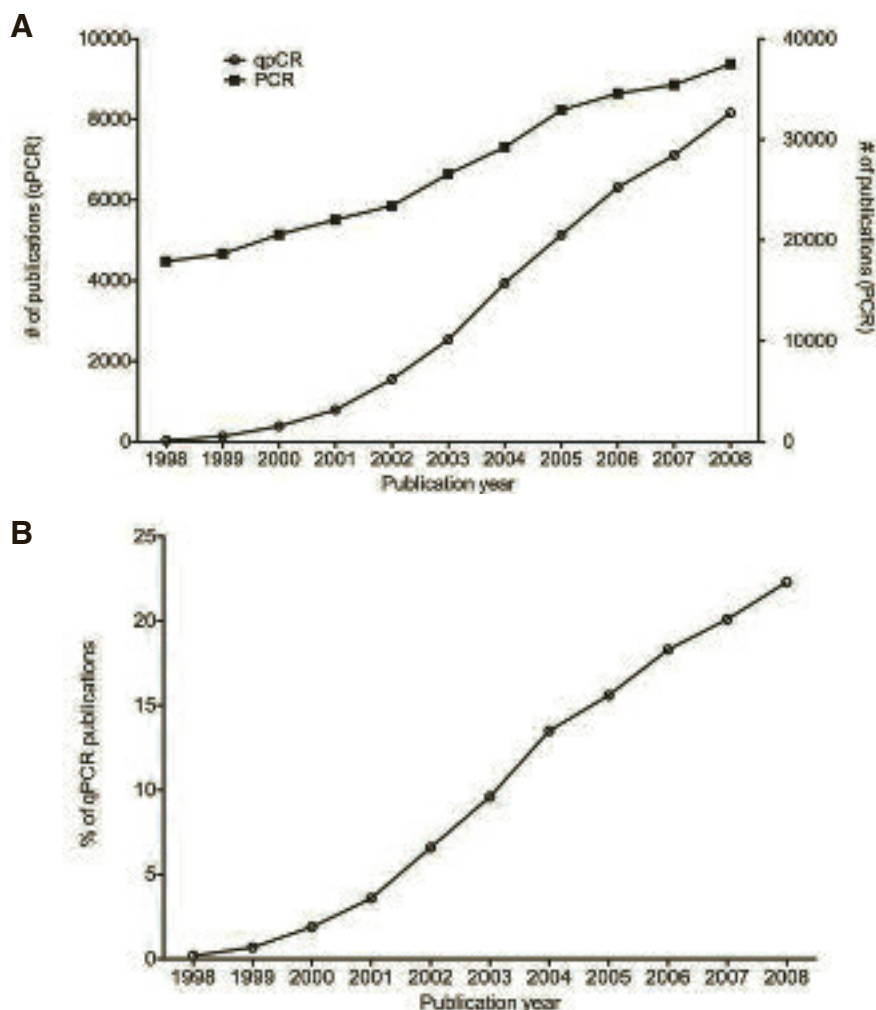 A
10000
8000
6000
4000
2000
0
# of publications (qPCR)
qpCR
PCR
40000
30000
20000
10000
0
# of publications (PCR)
1998 1999 2000 2001 2002 2003 2004 2005 2006 2007 2008
Publication year
B
25
20
15
10
5
0
% of qPCR publications
1998 1999 2000 2001 2002 2003 2004 2005 2006 2007 2008
Publication year